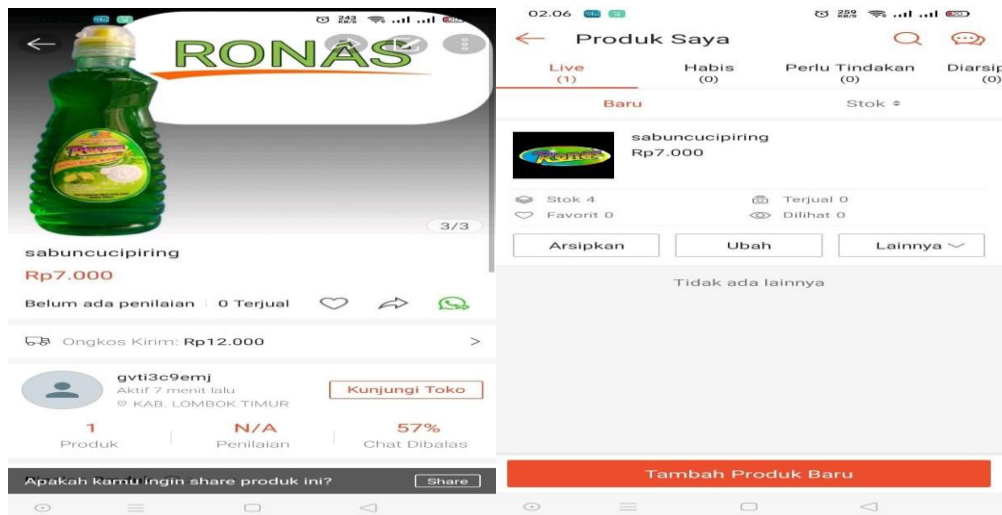 RONAS
3/3
sabuncucipiring
Rp7.000
Belum ada penilaian
0 Terjual
Ongkos Kirim: Rp12.000
gvti3c9emj
Aktif 7 menit lalu
KAB. LOMBOK TIMUR
Kunjungi Toko
1
N/A
57%
Produk
Penilaian
Chat Dibalas
Apakah kamu ingin share produk ini?
Share
02.06
Produk Saya
Live
(1)
Habis
(0)
Perlu Tindakan
(0)
Diarsip
(0)
Baru
Stok
sabuncucipiring
Rp7.000
Stok 4
Terjual 0
Favorit 0
Dilihat 0
Arsipkan
Ubah
Lainnya
Tidak ada lainnya
Tambah Produk Baru